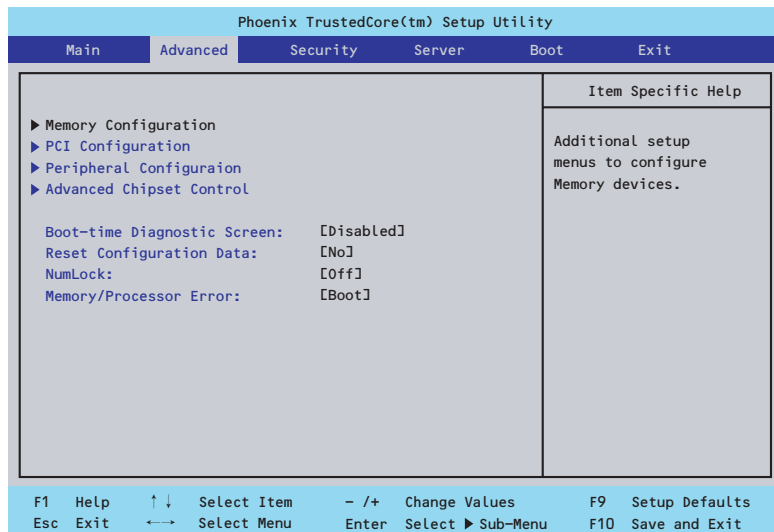 Phoenix TrustedCore(tm) Setup Utility
Main Advanced Security Server Boot Exit
Item Specific Help
▶ Memory Configuration
▶ PCI Configuration
▶ Peripheral Configuraion
▶ Advanced Chipset Control
Boot-time Diagnostic Screen: [Disabled]
Reset Configuration Data: [No]
NumLock: [Off]
Memory/Processor Error: [Boot]
Additional setup
menus to configure
Memory devices.
F1 Help ↑↓ Select Item - /+ Change Values F9 Setup Defaults
Esc Exit ←→ Select Menu Enter Select ▶ Sub-Menu F10 Save and Exit